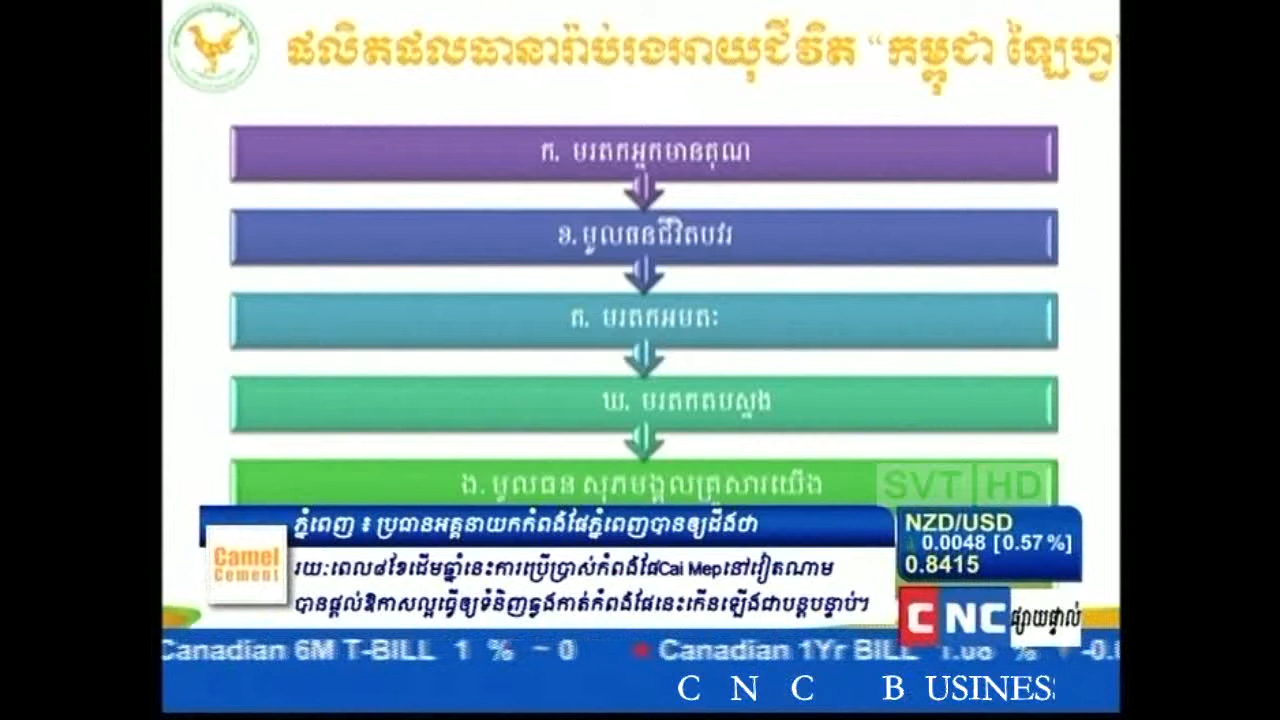 ផលិតផលធានារ៉ាប់រងអាយុជីវិត “កម្ពុជា ឡៃហ្វ
ក. មរតកអ្នកមានគុណ
ខ. មូលធនជីវិតបវរ
គ. មរតកអមតៈ
ឃ. មរតកតបស្នង
ង. មូលធន សុភមង្គលគ្រួសារយើង
SVT HD
ភ្នំពេញ ៖ ប្រធានអគ្គនាយកកំពង់ផែភ្នំពេញបានឲ្យដឹងថា
NZD/USD
0.0048 [0.57%]
0.8415
Camel
Cement
រយៈពេល៨ខែដើមឆ្នាំនេះការប្រើប្រាស់កំពង់ផែCai Mepនៅវៀតណាម
បានផ្តល់ឱកាសល្អធ្វើឲ្យទំនិញឆ្លងកាត់កំពង់ផែនេះកើនឡើងជាបន្តបន្ទាប់។
CNC ផ្សាយផ្ទាល់
Canadian 6M T-BILL 1 % ~ 0 Canadian 1Yr BILL 1.08 % -0.0
C N C B USINES